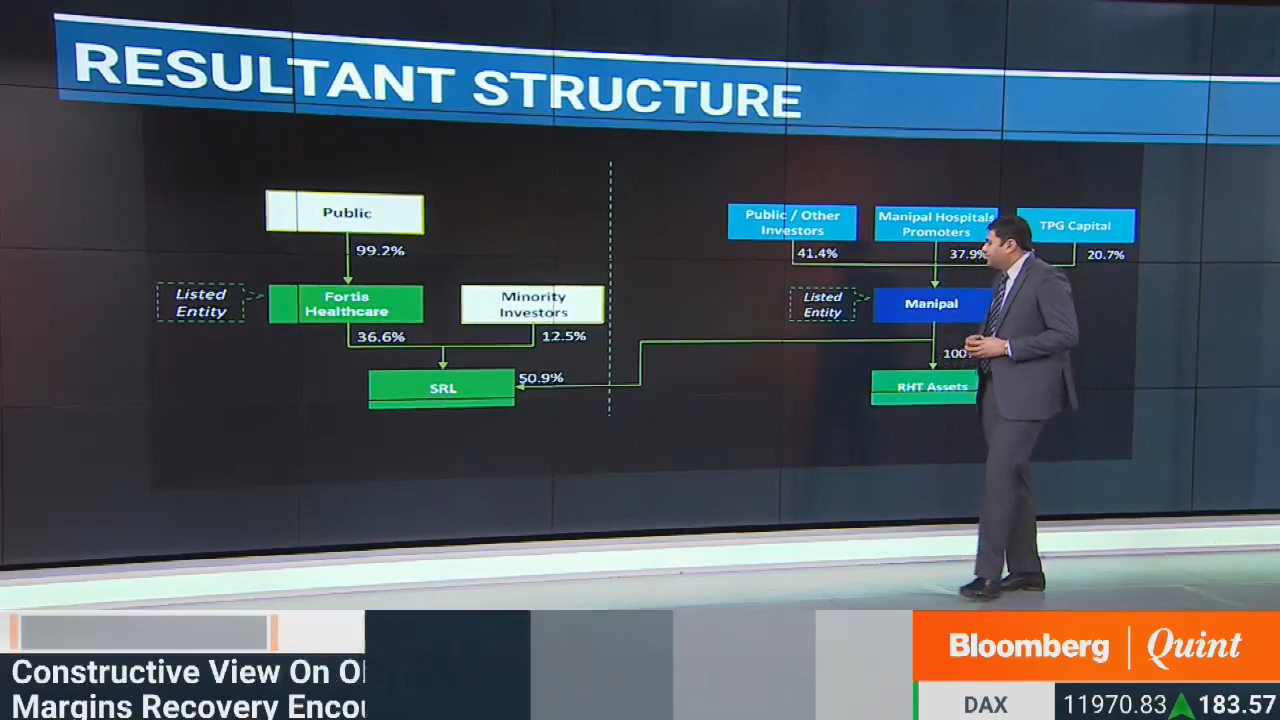 RESULTANT STRUCTURE
Public
99.2%
Listed
Entity
Fortis
Healthcare
Minority
Investors
36.6%
12.5%
SRL
50.9%
Public / Other
Investors
Manipal Hospitals
Promoters
TPG Capital
41.4%
37.9%
20.7%
Listed
Entity
Manipal
RHT Assets
Constructive View On
Margins Recovery
Bloomberg | Quint
DAX 11970.83 183.57